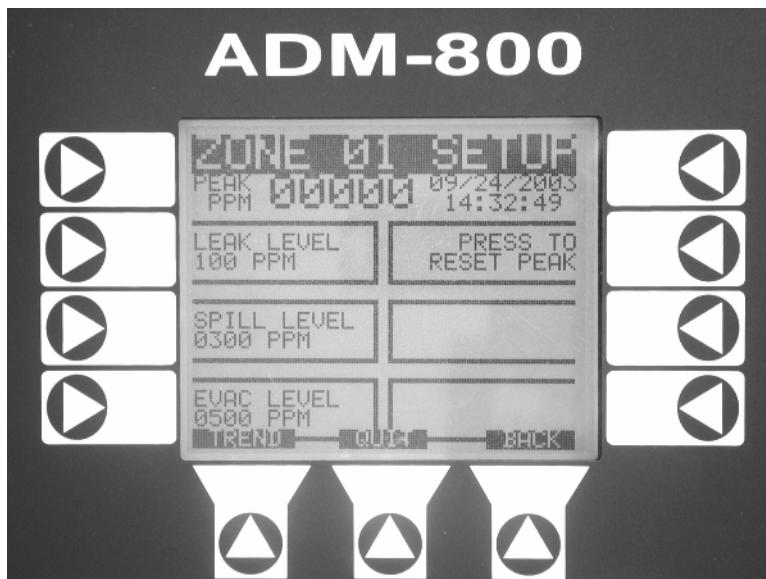 ADM-800
ZONE 01 SETUP
PEAK PPM 00000 09/24/2003 14:32:49
LEAK LEVEL
100 PPM
PRESS TO
RESET PEAK
SPILL LEVEL
0300 PPM
EVAC LEVEL
0500 PPM
TREND QUIT BACK